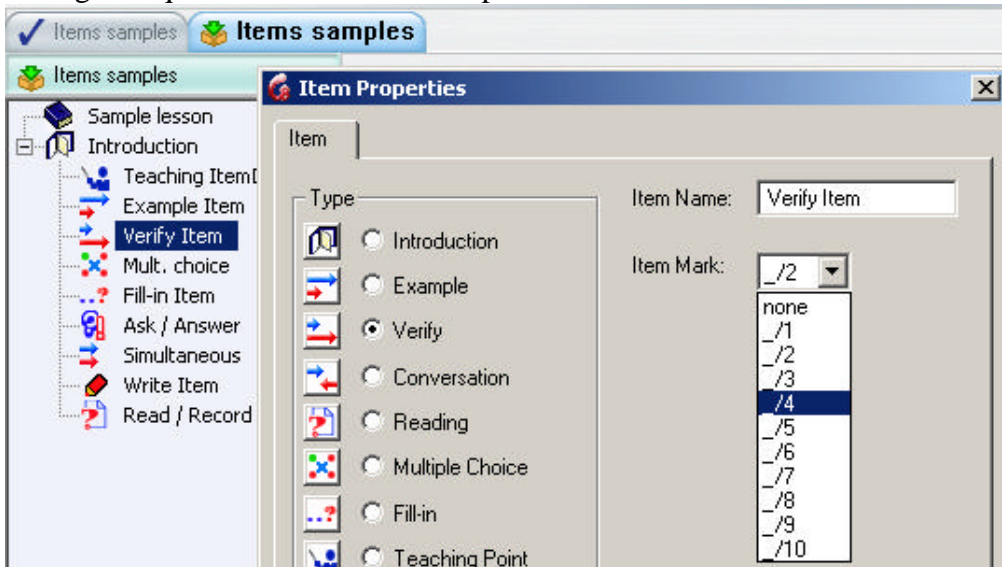 Items samples
Items samples
Items samples
Sample lesson
Introduction
Teaching Item
Example Item
Verify Item
Mult. choice
Fill-in Item
Ask / Answer
Simultaneous
Write Item
Read / Record
Item Properties
Item
Type
Introduction
Example
Verify
Conversation
Reading
Multiple Choice
Fill-in
Teaching Point
Item Name: Verify Item
Item Mark: _/2
none
_/1
_/2
_/3
_/4
_/5
_/6
_/7
_/8
_/9
_/10